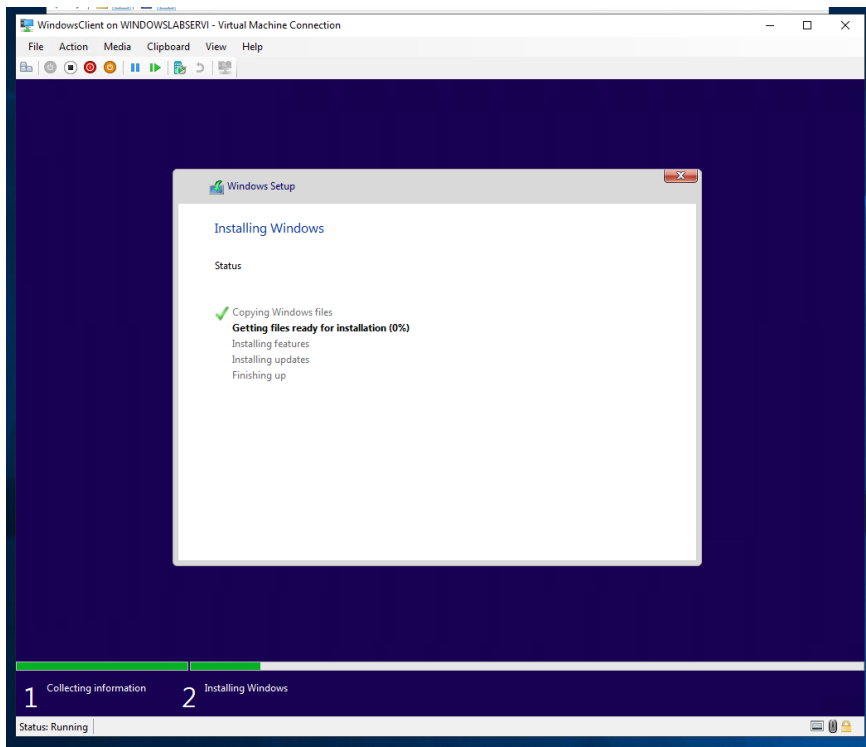 WindowsClient on WINDOWSLABSERVI - Virtual Machine Connection
File Action Media Clipboard View Help
Windows Setup
Installing Windows
Status
Copying Windows files
Getting files ready for installation (0%)
Installing features
Installing updates
Finishing up
1 Collecting information 2 Installing Windows
Status: Running